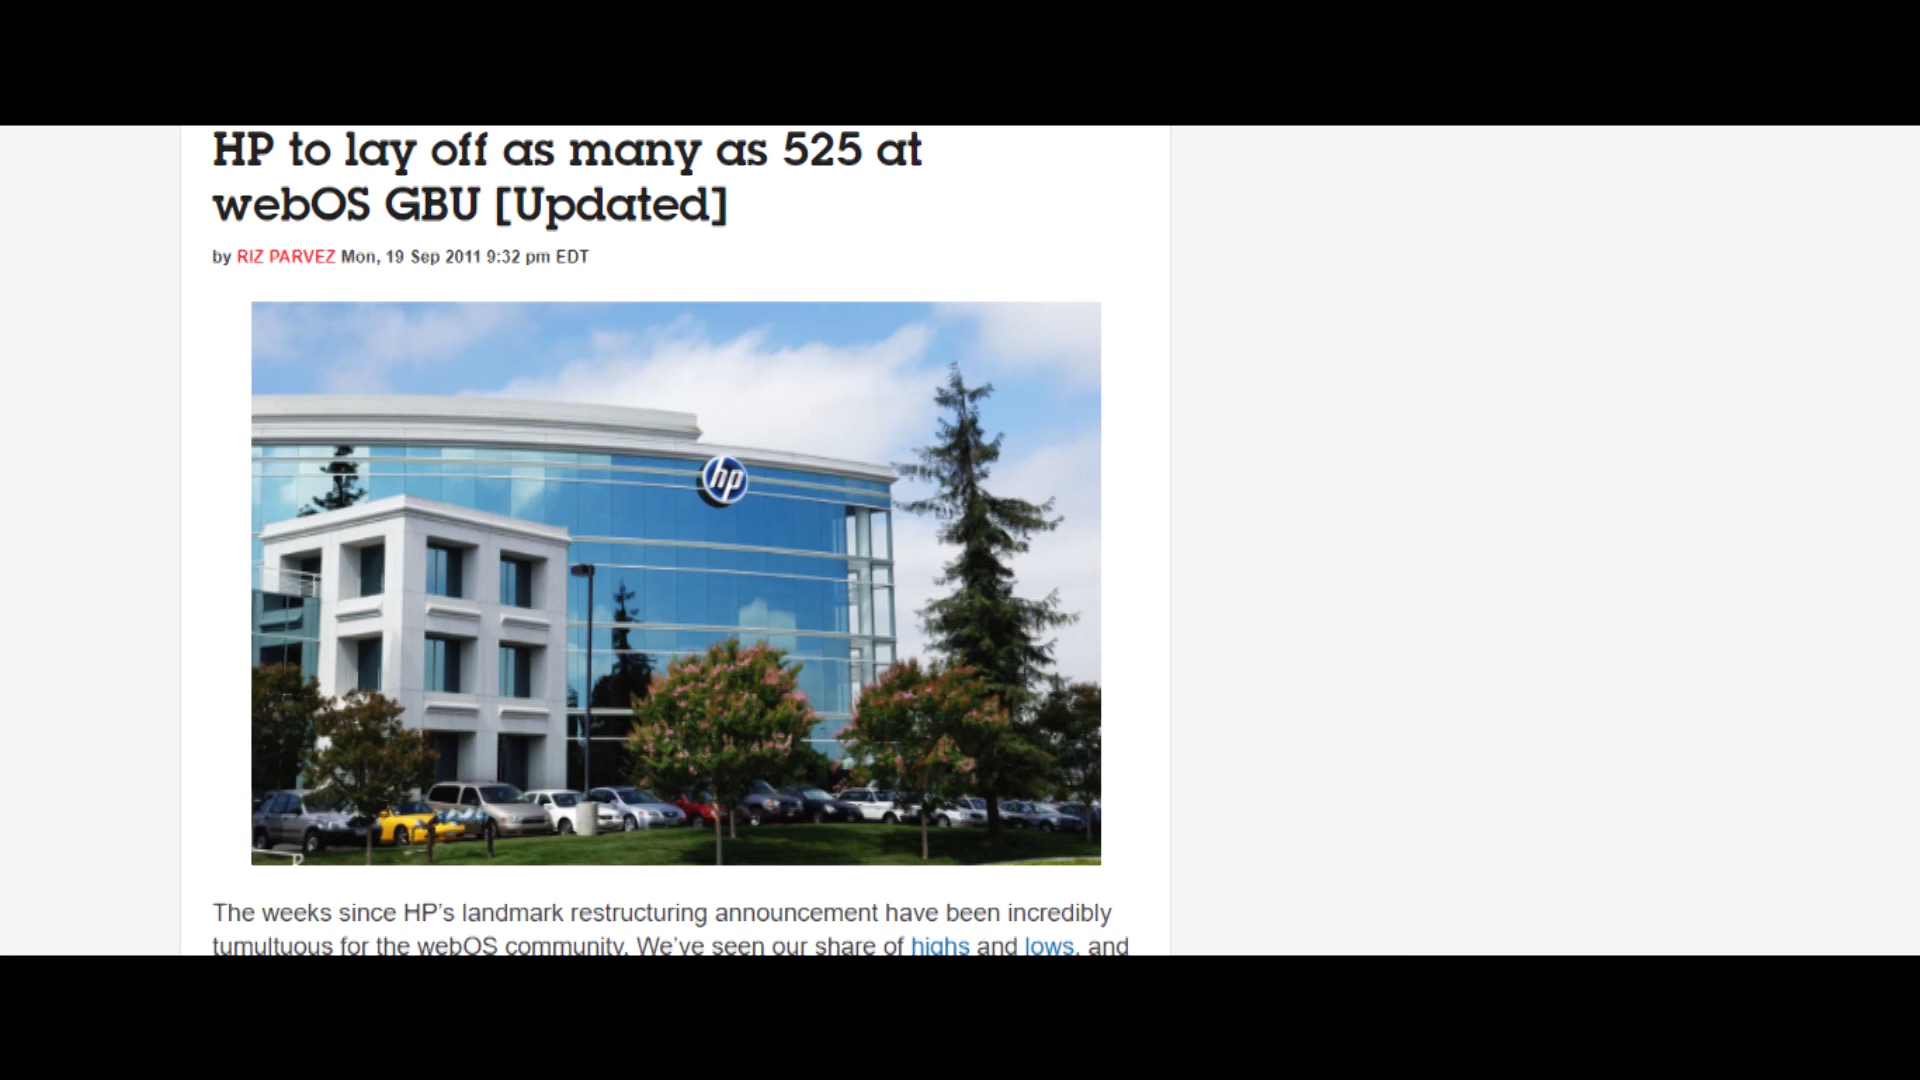 HP to lay off as many as 525 at
webOS GBU [Updated]
by RIZ PARVEZ Mon, 19 Sep 2011 9:32 pm EDT
hp
The weeks since HP’s landmark restructuring announcement have been incredibly
tumultuous for the webOS community. We’ve seen our share of highs and lows, and